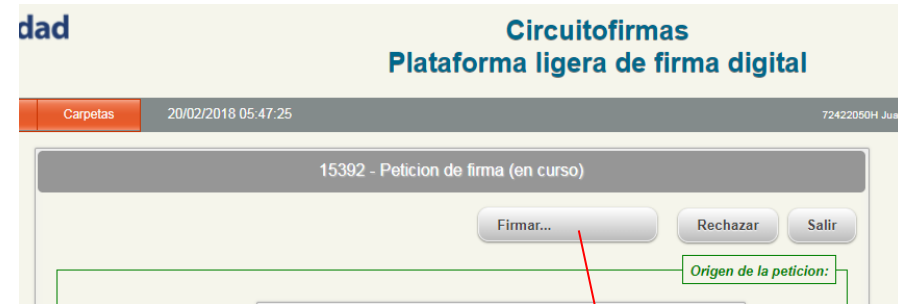 dad
Circuitofirmas
Plataforma ligera de firma digital
Carpetas 20/02/2018 05:47:25 72422050H Jua
15392 - Peticion de firma (en curso)
Firmar... Rechazar Salir
Origen de la peticion: